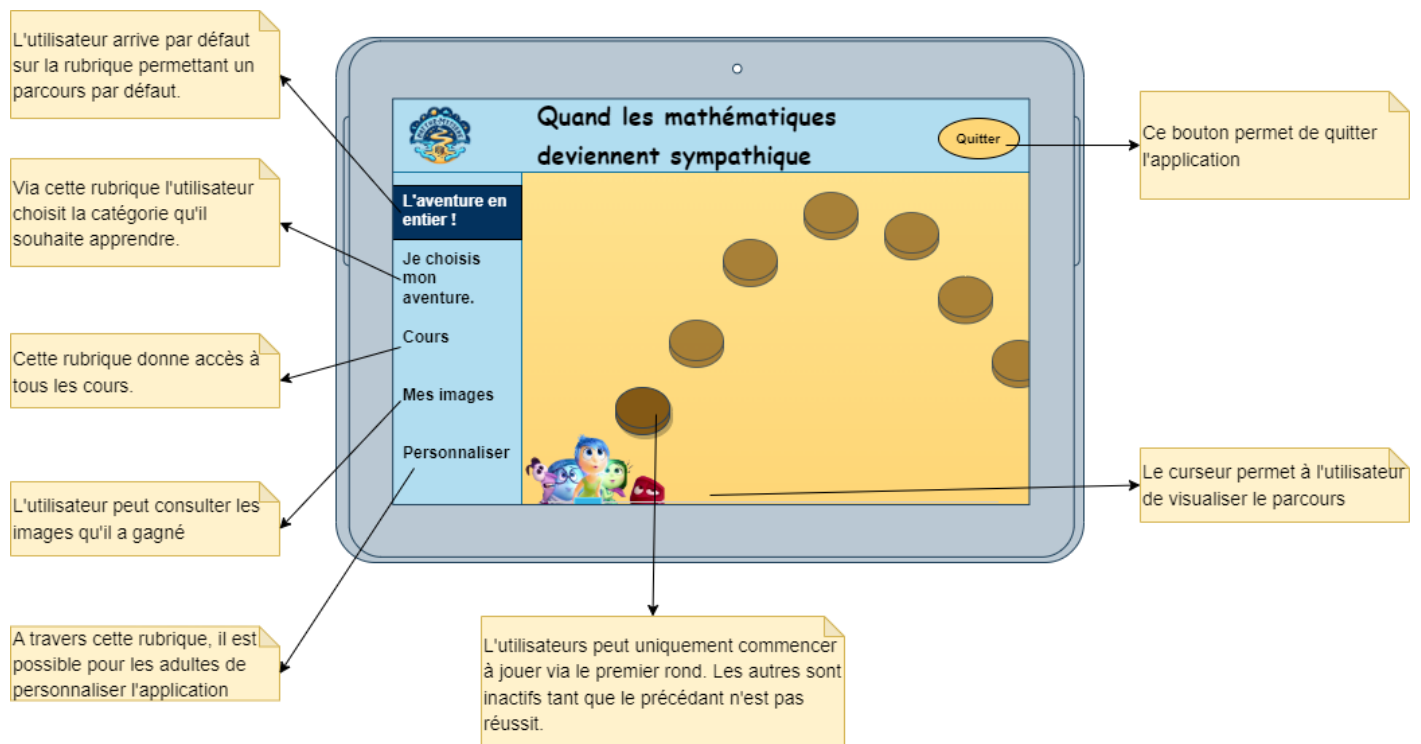 L'utilisateur arrive par défaut
sur la rubrique permettant un
parcours par défaut.
Via cette rubrique l'utilisateur
choisit la catégorie qu'il
souhaite apprendre.
Cette rubrique donne accès à
tous les cours.
L'utilisateur peut consulter les
images qu'il a gagné
A travers cette rubrique, il est
possible pour les adultes de
personnaliser l'application
Quand les mathématiques
deviennent sympathique
Quitter
L'aventure en
entier !
Je choisis
mon
aventure.
Cours
Mes images
Personnaliser
Ce bouton permet de quitter
l'application
Le curseur permet à l'utilisateur
de visualiser le parcours
L'utilisateurs peut uniquement commencer
à jouer via le premier rond. Les autres sont
inactifs tant que le précédant n'est pas
réussit.